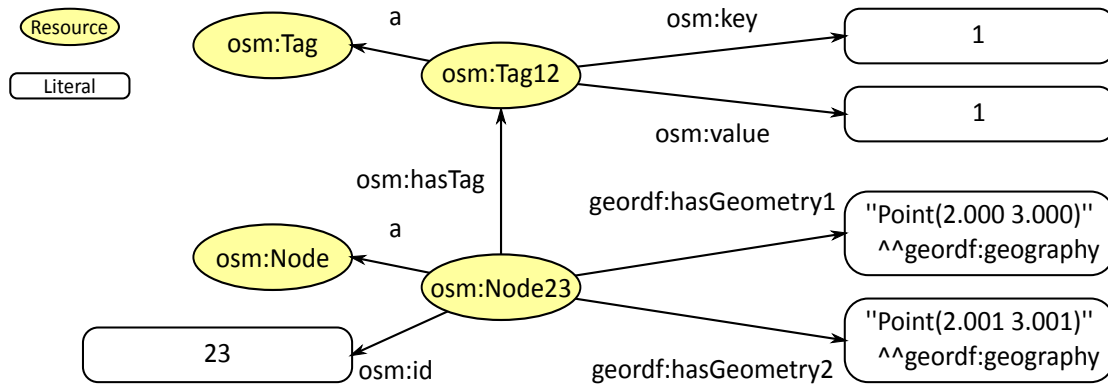 Resource
Literal
a
osm:key
osm:Tag
osm:Tag12
1
1
osm:value
osm:hasTag
geordf:hasGeometry1
"Point(2.000 3.000)"
^^geordf:geography
a
osm:Node
osm:Node23
"Point(2.001 3.001)"
^^geordf:geography
23
osm:id
geordf:hasGeometry2